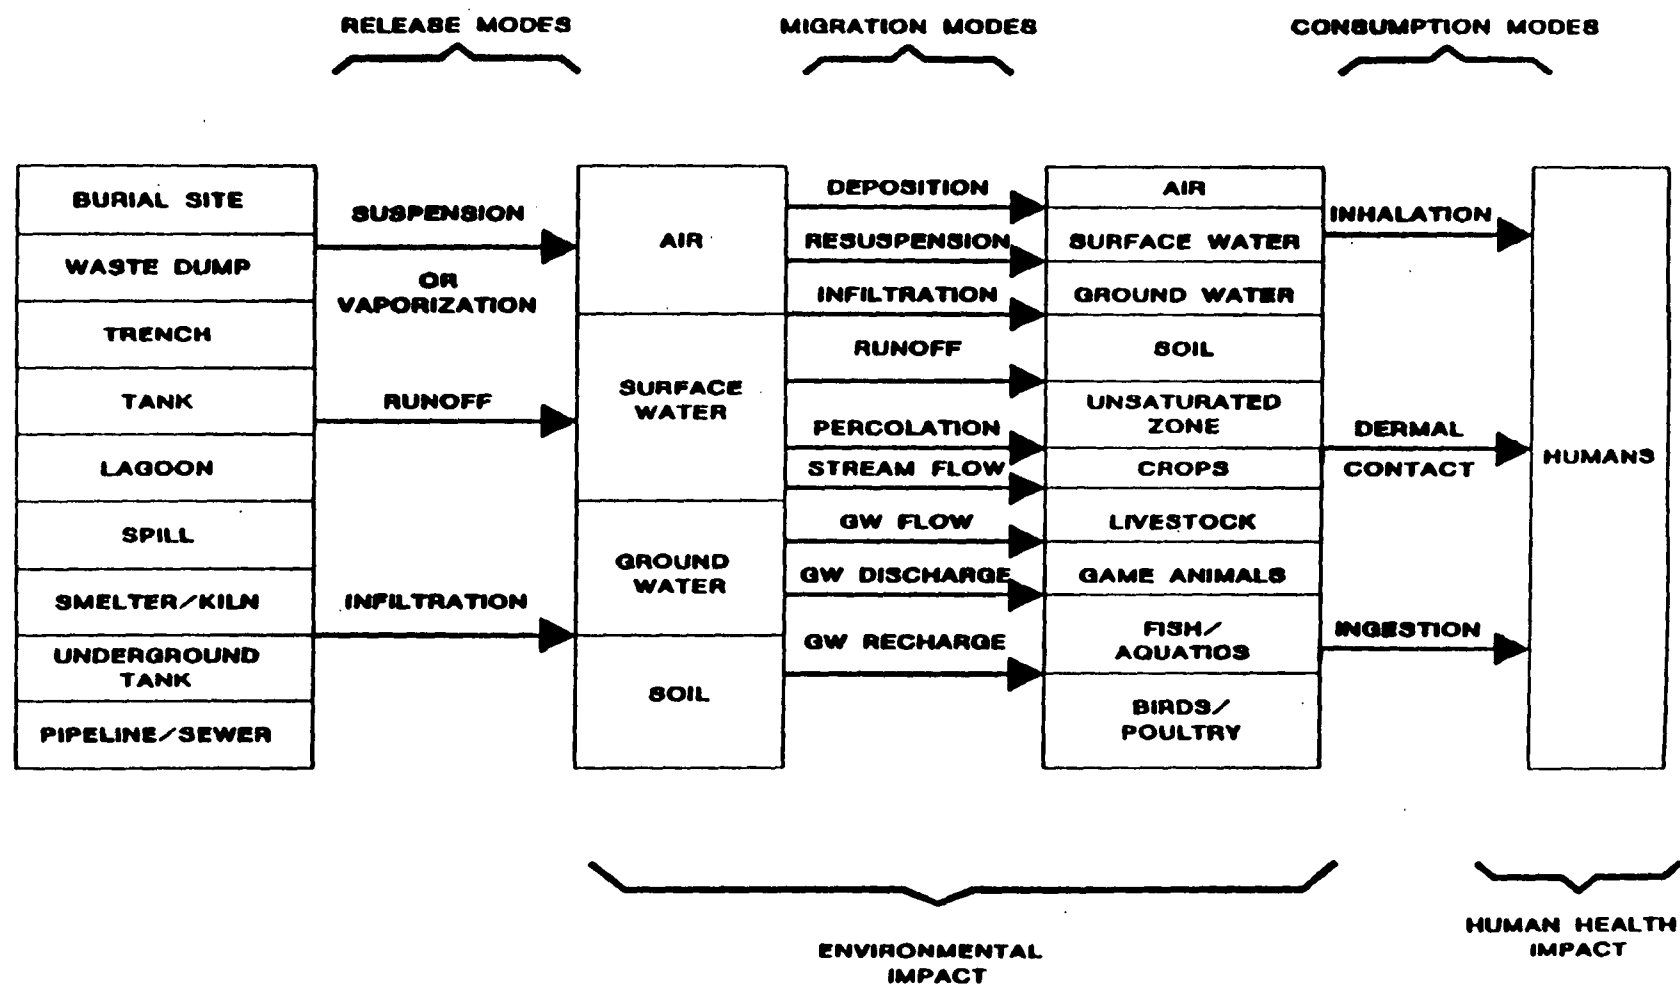 RELEASE MODES
MIGRATION MODES
CONSUMPTION MODES
BURIAL SITE
WASTE DUMP
TRENCH
TANK
LAGOON
SPILL
SMELTER/KILN
UNDERGROUND
TANK
PIPELINE/SEWER
SUSPENSION
OR
VAPORIZATION
RUNOFF
INFILTRATION
AIR
SURFACE
WATER
GROUND
WATER
SOIL
DEPOSITION
RESUSPENSION
INFILTRATION
RUNOFF
PERCOLATION
STREAM FLOW
GW FLOW
GW DISCHARGE
GW RECHARGE
AIR
SURFACE WATER
GROUND WATER
SOIL
UNSATURATED
ZONE
CROPS
LIVESTOCK
GAME ANIMALS
FISH/
AQUATICS
BIRDS/
POULTRY
INHALATION
DERMAL
CONTACT
INGESTION
HUMANS
ENVIRONMENTAL
IMPACT
HUMAN HEALTH
IMPACT